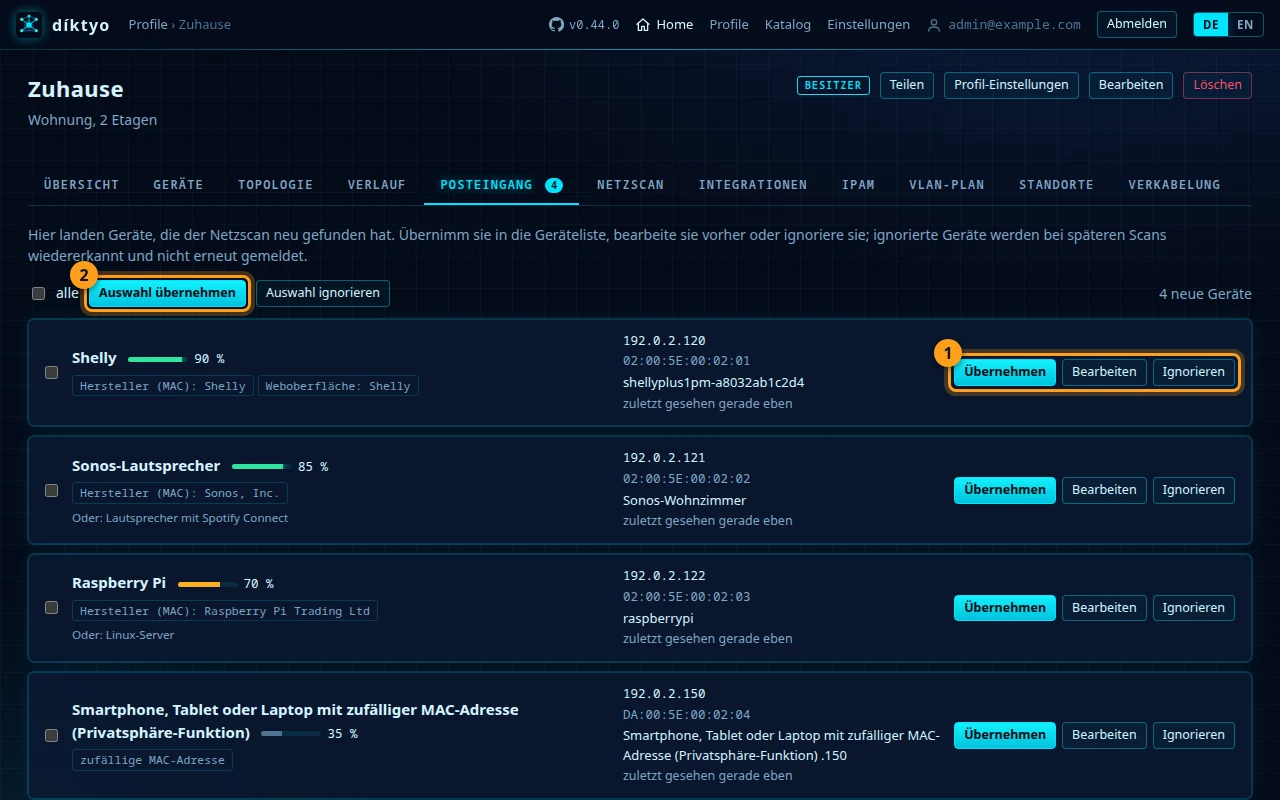 díktyo
Profile › Zuhause
v0.44.0
Home
Profile
Katalog
Einstellungen
admin@example.com
Abmelden
DE
EN
Zuhause
BESITZER
Teilen
Profil-Einstellungen
Bearbeiten
Löschen
Wohnung, 2 Etagen
ÜBERSICHT
GERÄTE
TOPOLOGIE
VERLAUF
POSTEINGANG 4
NETZSCAN
INTEGRATIONEN
IPAM
VLAN-PLAN
STANDORTE
VERKABELUNG
Hier landen Geräte, die der Netzscan neu gefunden hat. Übernimm sie in die Geräteliste, bearbeite sie vorher oder ignoriere sie; ignorierte Geräte werden bei späteren Scans
wiedererkannt und nicht erneut gemeldet.
2
alle
Auswahl übernehmen
Auswahl ignorieren
4 neue Geräte
Shelly 90 %
Hersteller (MAC): Shelly
Weboberfläche: Shelly
192.0.2.120
02:00:5E:00:02:01
shellyplus1pm-a8032ab1c2d4
zuletzt gesehen gerade eben
1
Übernehmen
Bearbeiten
Ignorieren
Sonos-Lautsprecher 85 %
Hersteller (MAC): Sonos, Inc.
Oder: Lautsprecher mit Spotify Connect
192.0.2.121
02:00:5E:00:02:02
Sonos-Wohnzimmer
zuletzt gesehen gerade eben
Übernehmen
Bearbeiten
Ignorieren
Raspberry Pi 70 %
Hersteller (MAC): Raspberry Pi Trading Ltd
Oder: Linux-Server
192.0.2.122
02:00:5E:00:02:03
raspberrypi
zuletzt gesehen gerade eben
Übernehmen
Bearbeiten
Ignorieren
Smartphone, Tablet oder Laptop mit zufälliger MAC-Adresse
(Privatsphäre-Funktion) 35 %
zufällige MAC-Adresse
192.0.2.150
DA:00:5E:00:02:04
Smartphone, Tablet oder Laptop mit zufälliger MAC-
Adresse (Privatsphäre-Funktion) .150
zuletzt gesehen gerade eben
Übernehmen
Bearbeiten
Ignorieren